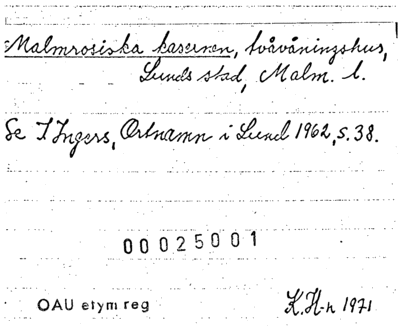 Malmrosiska kasernen, tvåvåningshus,
Lunds stad, Malm. l.
Se I Ingers, Ortnamn i Lund 1962, s. 38.
00025001
OAU etym reg K.H-n 1971